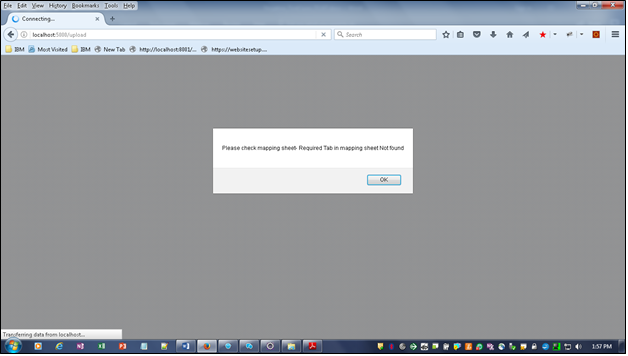 File Edit View History Bookmarks Tools Help
Connecting...
localhost:5000/upload
Search
IBM Most Visited IBM New Tab http://localhost:8081/... https://websitesetup....
Please check mapping sheet- Required Tab in mapping sheet Not found
OK
Transferring data from localhost...
1:57 PM